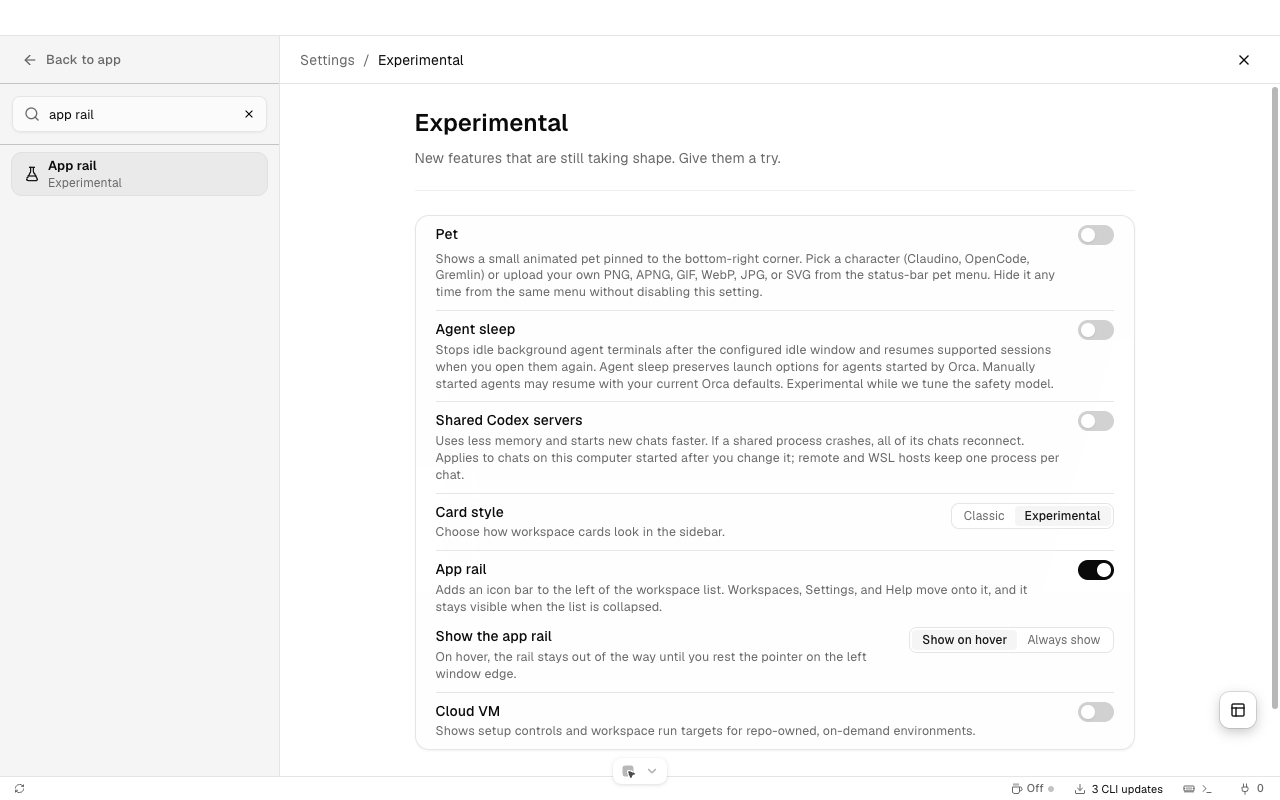 Back to app
Settings / Experimental
app rail
App rail
Experimental
Experimental
New features that are still taking shape. Give them a try.
Pet
Shows a small animated pet pinned to the bottom-right corner. Pick a character (Claudino, OpenCode,
Gremlin) or upload your own PNG, APNG, GIF, WebP, JPG, or SVG from the status-bar pet menu. Hide it any
time from the same menu without disabling this setting.
Agent sleep
Stops idle background agent terminals after the configured idle window and resumes supported sessions
when you open them again. Agent sleep preserves launch options for agents started by Orca. Manually
started agents may resume with your current Orca defaults. Experimental while we tune the safety model.
Shared Codex servers
Uses less memory and starts new chats faster. If a shared process crashes, all of its chats reconnect.
Applies to chats on this computer started after you change it; remote and WSL hosts keep one process per
chat.
Card style
Classic Experimental
Choose how workspace cards look in the sidebar.
App rail
Adds an icon bar to the left of the workspace list. Workspaces, Settings, and Help move onto it, and it
stays visible when the list is collapsed.
Show the app rail
Show on hover Always show
On hover, the rail stays out of the way until you rest the pointer on the left
window edge.
Cloud VM
Shows setup controls and workspace run targets for repo-owned, on-demand environments.
Off 3 CLI updates 0